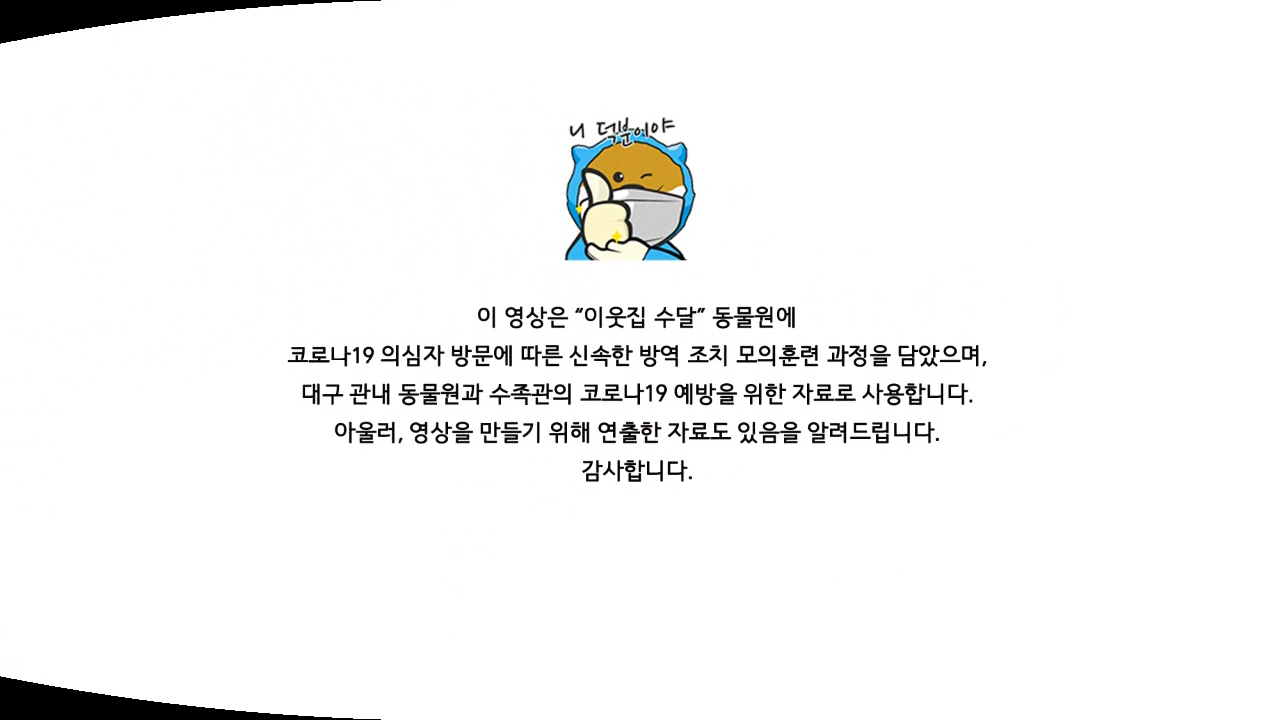 니 덕분이야
이 영상은 “이웃집 수달” 동물원에
코로나19 의심자 방문에 따른 신속한 방역 조치 모의훈련 과정을 담았으며,
대구 관내 동물원과 수족관의 코로나19 예방을 위한 자료로 사용합니다.
아울러, 영상을 만들기 위해 연출한 자료도 있음을 알려드립니다.
감사합니다.